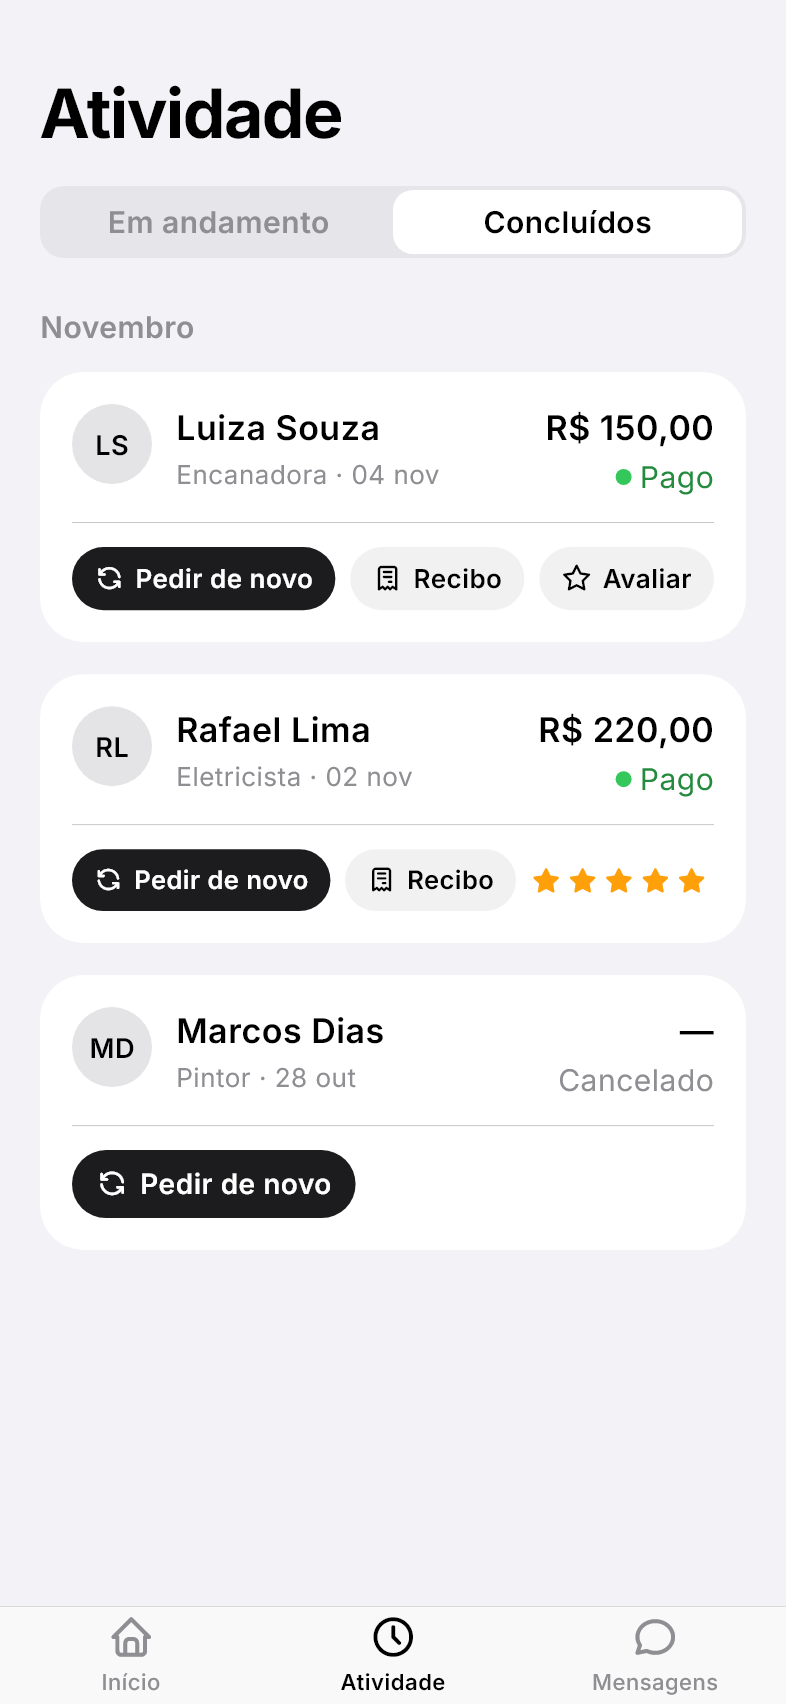 Atividade
Em andamento
Concluídos
Novembro
LS
Luiza Souza
R$ 150,00
Encanadora · 04 nov
Pago
Pedir de novo
Recibo
Avaliar
RL
Rafael Lima
R$ 220,00
Eletricista · 02 nov
Pago
Pedir de novo
Recibo
MD
Marcos Dias
—
Pintor · 28 out
Cancelado
Pedir de novo
Início
Atividade
Mensagens